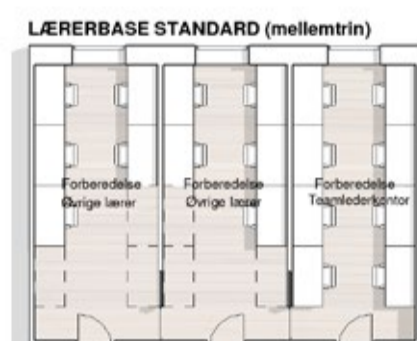 LÆRERBASE STANDARD (mellemtrin)
Forberedelse
Øvrige lærer
Forberedelse
Øvrige lærer
Forberedelse
Teamlederkontor